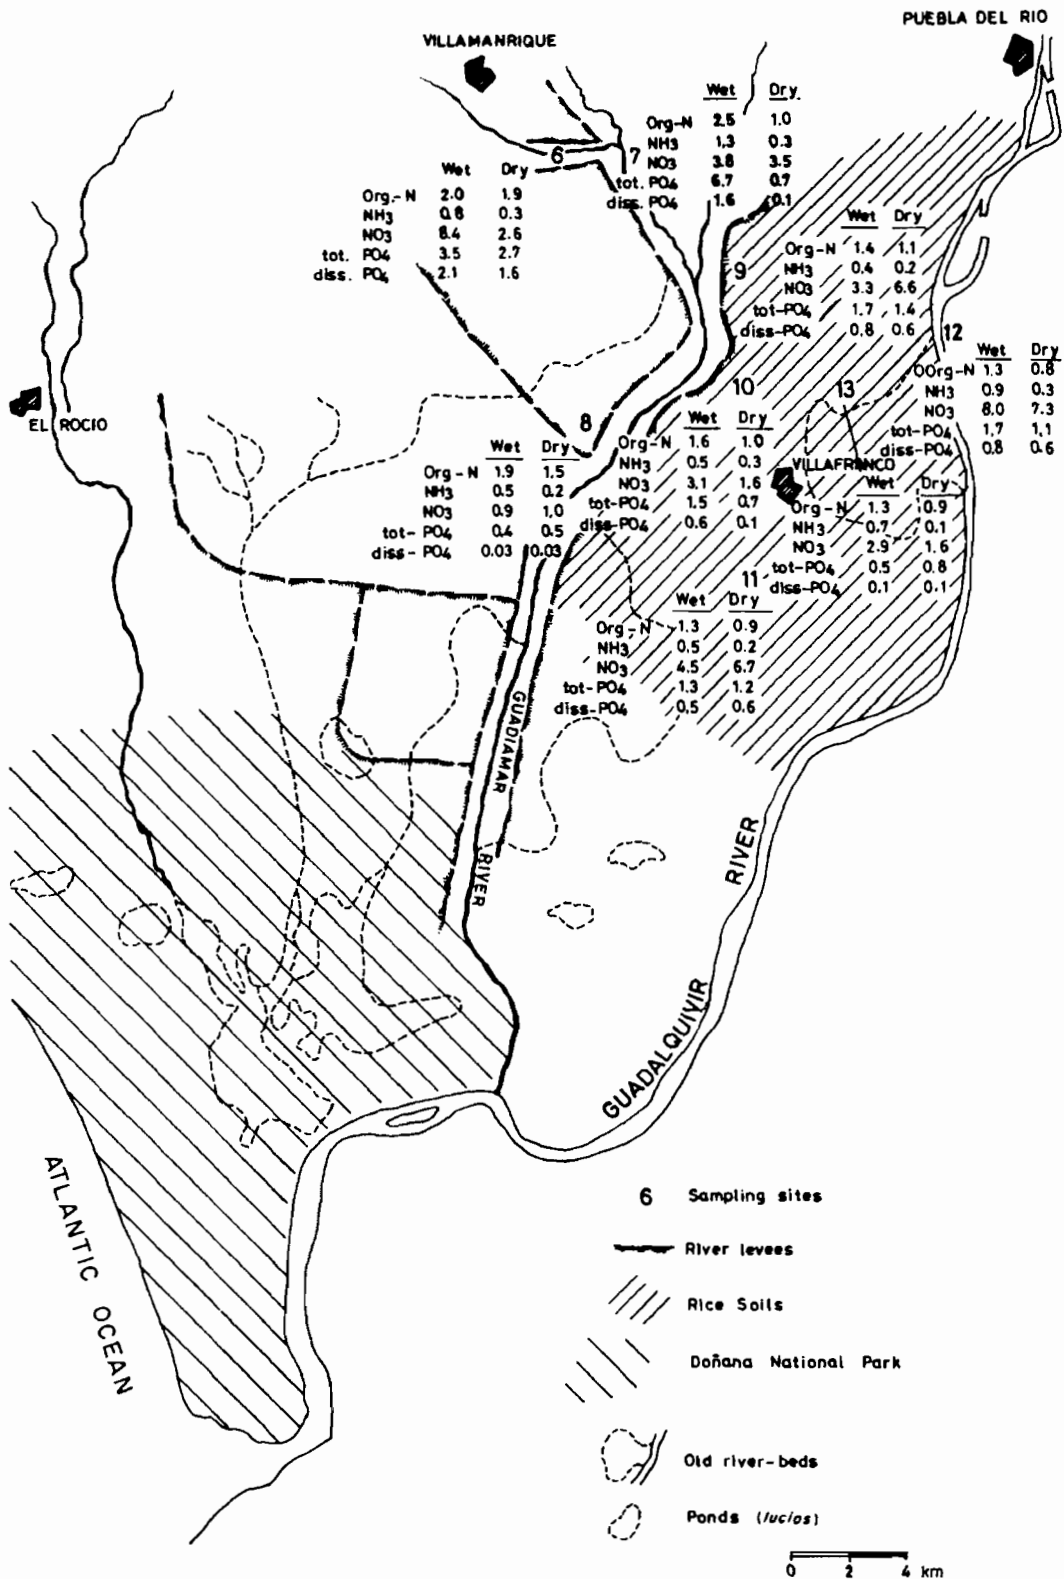 PUEBLA DEL RIO
VILLAMANRIQUE
Wet Dry
Org-N 2.5 1.0
NH3 1.3 0.3
NO3 3.8 3.5
tot. PO4 6.7 0.7
diss. PO4 1.6 0.1
6
7
Wet Dry
Org.-N 2.0 1.9
NH3 0.8 0.3
NO3 8.4 2.6
tot. PO4 3.5 2.7
diss. PO4 2.1 1.6
9
Wet Dry
Org-N 1.4 1.1
NH3 0.4 0.2
NO3 3.3 6.6
tot-PO4 1.7 1.4
diss-PO4 0.8 0.6
12
Wet Dry
OOrg-N 1.3 0.8
NH3 0.9 0.3
NO3 8.0 7.3
tot-PO4 1.7 1.1
diss-PO4 0.8 0.6
EL ROCIO
10
13
8
Wet Dry
Org-N 1.6 1.0
NH3 0.5 0.3
NO3 3.1 1.6
tot-PO4 1.5 0.7
diss-PO4 0.6 0.1
Wet Dry
Org-N 1.9 1.5
NH3 0.5 0.2
NO3 0.9 1.0
tot-PO4 0.4 0.5
diss-PO4 0.03 0.03
VILLAFRANCO
Wet Dry
Org-N 1.3 0.9
NH3 0.7 0.1
NO3 2.9 1.6
tot-PO4 0.5 0.8
diss-PO4 0.1 0.1
11
Wet Dry
Org-N 1.3 0.9
NH3 0.5 0.2
NO3 4.5 6.7
tot-PO4 1.3 1.2
diss-PO4 0.5 0.6
GUADIAMAR RIVER
GUADALQUIVIR RIVER
ATLANTIC OCEAN
6 Sampling sites
River levees
Rice Soils
Doñana National Park
Old river-beds
Ponds (lucios)
0 2 4 km